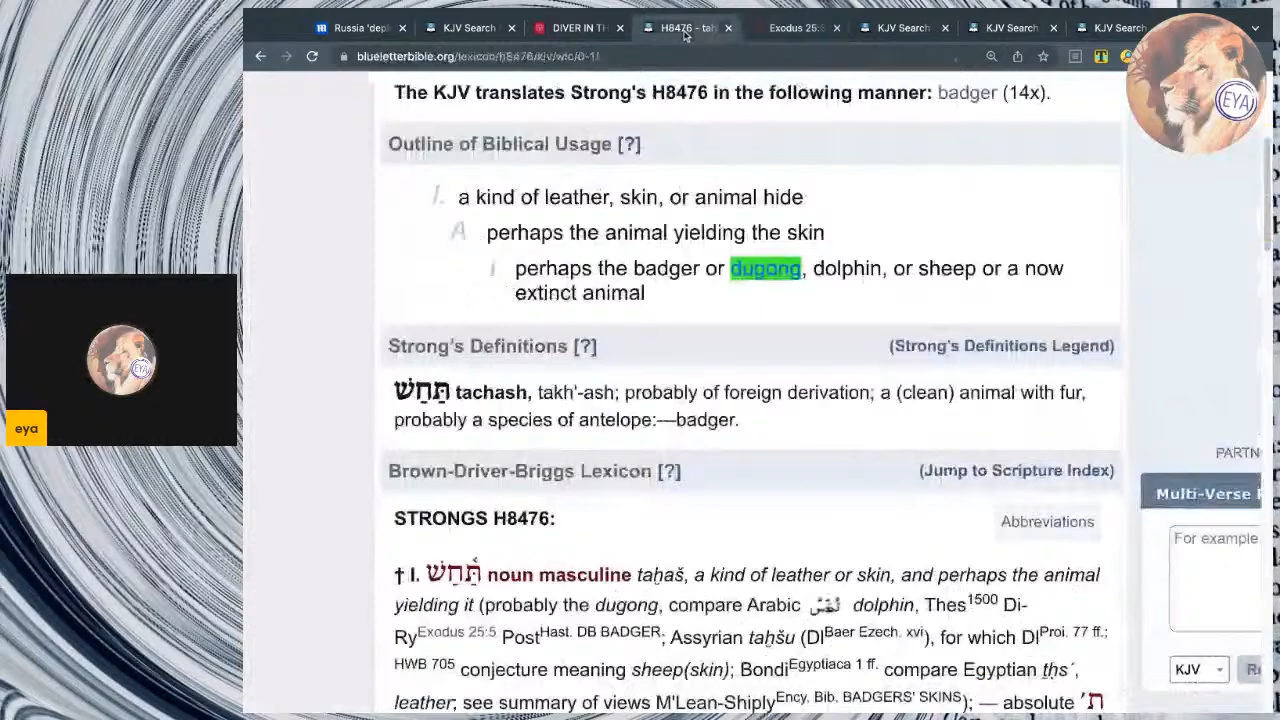 Russia 'depl
KJV Search
DIVER IN TH
H8476 - tah
Exodus 25:5
KJV Search
KJV Search
KJV Search
blueletterbible.org/lexicon/h8476/kjv/wlc/0-1/
EYA
The KJV translates Strong's H8476 in the following manner: badger (14x).
Outline of Biblical Usage [?]
I. a kind of leather, skin, or animal hide
A perhaps the animal yielding the skin
i perhaps the badger or dugong, dolphin, or sheep or a now
extinct animal
Strong's Definitions [?]
(Strong's Definitions Legend)
תַּחַשׁ tachash, takh'-ash; probably of foreign derivation; a (clean) animal with fur,
probably a species of antelope:—badger.
EYA
eya
Brown-Driver-Briggs Lexicon [?]
(Jump to Scripture Index)
PARTN
Multi-Verse
STRONGS H8476:
Abbreviations
For example
† I. תַּ֫חַשׁ noun masculine taḥaš, a kind of leather or skin, and perhaps the animal
yielding it (probably the dugong, compare Arabic dolphin, Thes1500 Di-
RyExodus 25:5 PostHast. DB BADGER; Assyrian taḫšu (DlBaer Ezech. xvi), for which DlProl. 77 ff.;
HWB 705 conjecture meaning sheep(skin); BondiEgyptiaca 1 ff. compare Egyptian ṯḥs´,
leather; see summary of views M'Lean-ShiplyEncy. Bib. BADGERS' SKINS); — absolute ת׳
KJV